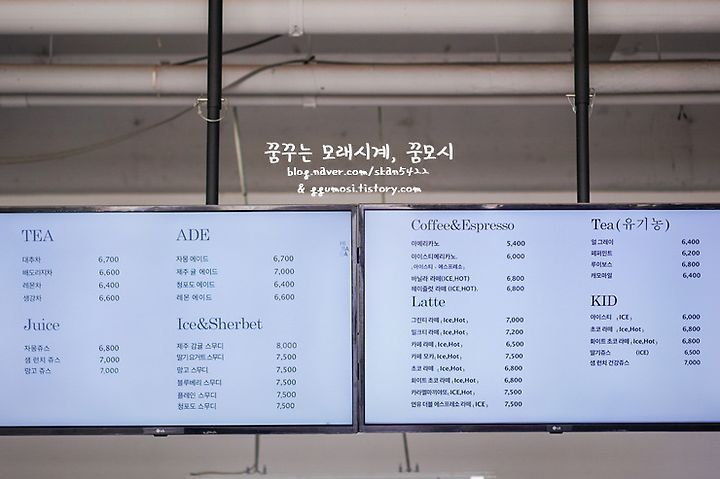 꿈꾸는 모래시계, 꿈모시
blog.naver.com/skan5422
& ggumosi.tistory.com
TEA
대추차 6,700
배도라지차 6,600
레몬차 6,400
생강차 6,600
Juice
자몽쥬스 6,800
샘 런치 쥬스 7,000
망고 쥬스 7,000
ADE
자몽 에이드 6,700
제주 귤 에이드 7,000
청포도 에이드 6,400
레몬 에이드 6,600
Ice&Sherbet
제주 감귤 스무디 8,000
딸기요거트스무디 7,500
망고 스무디 7,500
블루베리 스무디 7,500
플레인 스무디 7,500
청포도 스무디 7,500
Coffee&Espresso
아메리카노 5,400
아이스티메리카노. 6,000
(아이스티 + 에스프레소)
바닐라 라떼(ICE,HOT) 6,800
헤이즐럿 라떼 (ICE,HOT). 6,800
Latte
그린티 라떼 (Ice,Hot) 7,000
밀크티 라떼 (Ice,Hot) 7,200
카페 라떼 (Ice,Hot) 6,500
카페 모카(Ice,Hot) 7,500
초코 라떼 (Ice,Hot) 6,800
화이트 초코 라떼 (Ice,Hot) 6,800
카라멜마끼아또(ICE,HOT) 7,500
연유 더블 에스프레소 라떼 (ICE) 7,500
Tea(유기농)
얼그레이 6,400
페퍼민트 6,200
루이보스 6,800
캐모마일 6,400
KID
아이스티 (ICE) 6,000
초코 라떼 (Ice,Hot) 6,800
화이트 초코 라떼(Ice,Hot) 6,800
딸기쥬스 (ICE) 6,500
샘 런치 건강쥬스 7,000
LG
LG